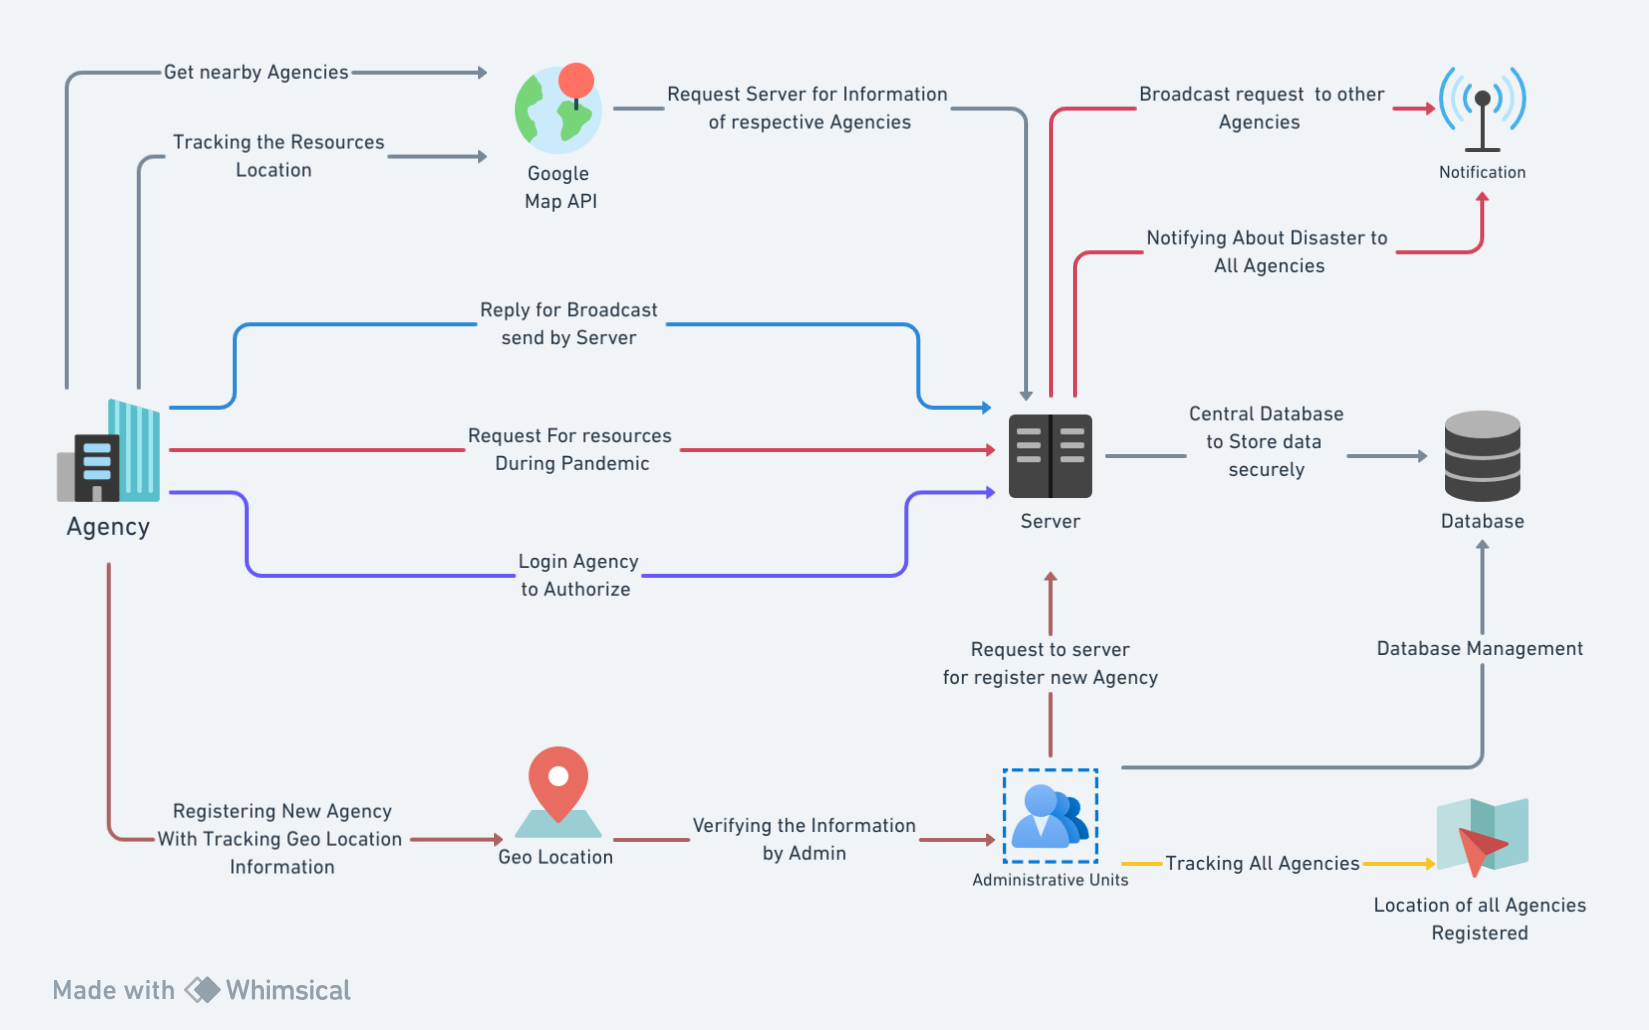 Get nearby Agencies
Tracking the Resources
Location
Google
Map API
Request Server for Information
of respective Agencies
Broadcast request  to other
Agencies
Notification
Notifying About Disaster to
All Agencies
Reply for Broadcast
send by Server
Request For resources
During Pandemic
Login Agency
to Authorize
Agency
Server
Central Database
to Store data
securely
Database
Request to server
for register new Agency
Database Management
Registering New Agency
With Tracking Geo Location
Information
Geo Location
Verifying the Information
by Admin
Administrative Units
Tracking All Agencies
Location of all Agencies
Registered
Made with Whimsical